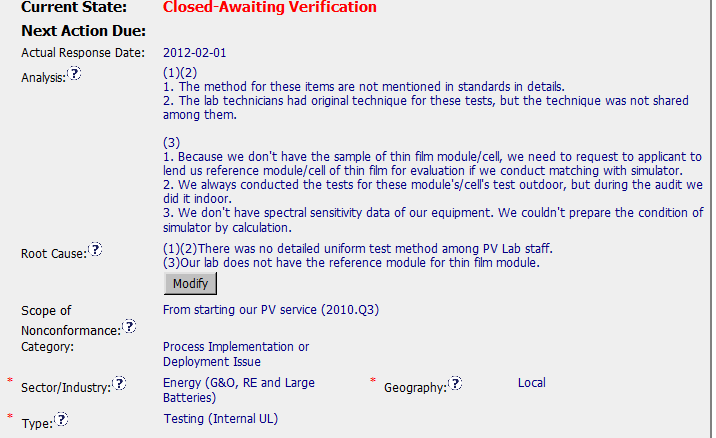 Current State: Closed-Awaiting Verification
Next Action Due:
Actual Response Date: 2012-02-01
Analysis:? (1)(2)
1. The method for these items are not mentioned in standards in details.
2. The lab technicians had original technique for these tests, but the technique was not shared
among them.
(3)
1. Because we don't have the sample of thin film module/cell, we need to request to applicant to
lend us reference module/cell of thin film for evaluation if we conduct matching with simulator.
2. We always conducted the tests for these module's/cell's test outdoor, but during the audit we
did it indoor.
3. We don't have spectral sensitivity data of our equipment. We couldn't prepare the condition of
simulator by calculation.
Root Cause:? (1)(2)There was no detailed uniform test method among PV Lab staff.
(3)Our lab does not have the reference module for thin film module.
Modify
Scope of From starting our PV service (2010.Q3)
Nonconformance:?
Category: Process Implementation or
Deployment Issue
* Sector/Industry:? Energy (G&O, RE and Large * Geography:? Local
Batteries)
* Type:? Testing (Internal UL)